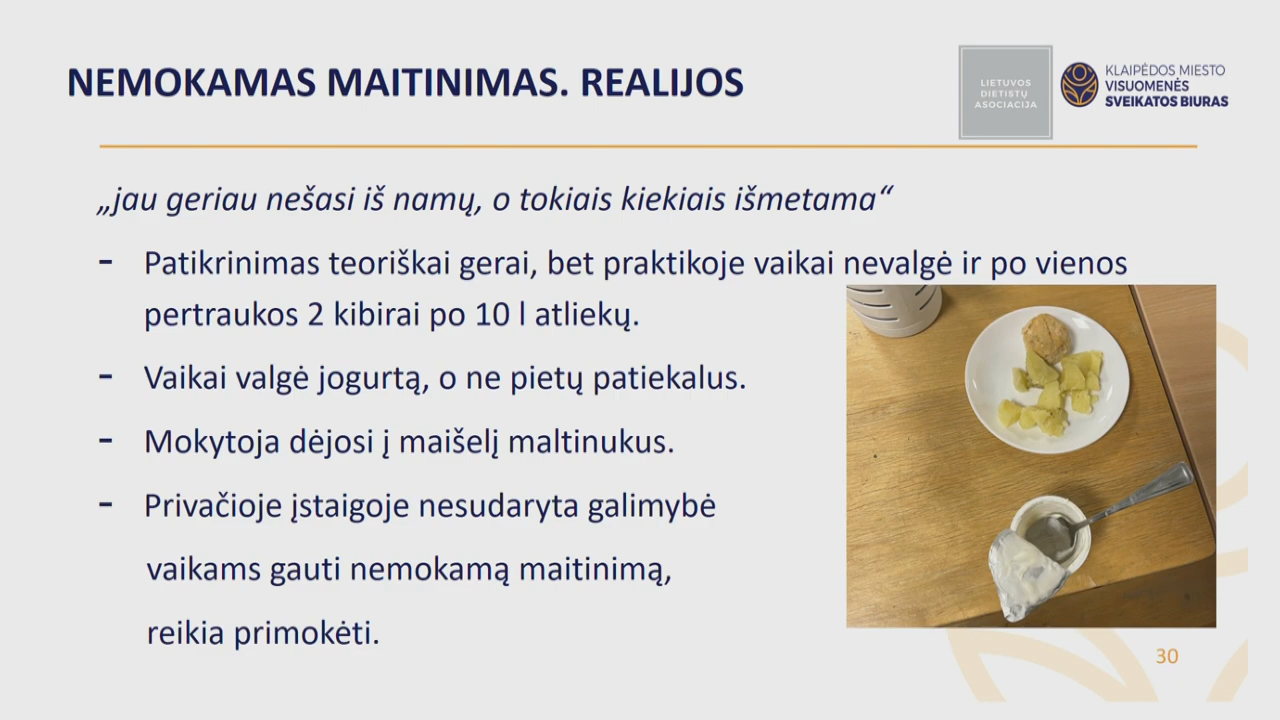 NEMOKAMAS MAITINIMAS. REALIJOS
LIETUVOS
DIETISTŲ
ASOCIACIJA
KLAIPĖDOS MIESTO
VISUOMENĖS
SVEIKATOS BIURAS
„jau geriau nešasi iš namų, o tokiais kiekiais išmetama“
- Patikrinimas teoriškai gerai, bet praktikoje vaikai nevalgė ir po vienos
pertraukos 2 kibirai po 10 l atliekų.
- Vaikai valgė jogurtą, o ne pietų patiekalus.
- Mokytoja dėjosi į maišelį maltinukus.
- Privačioje įstaigoje nesudaryta galimybė
vaikams gauti nemokamą maitinimą,
reikia primokėti.
30